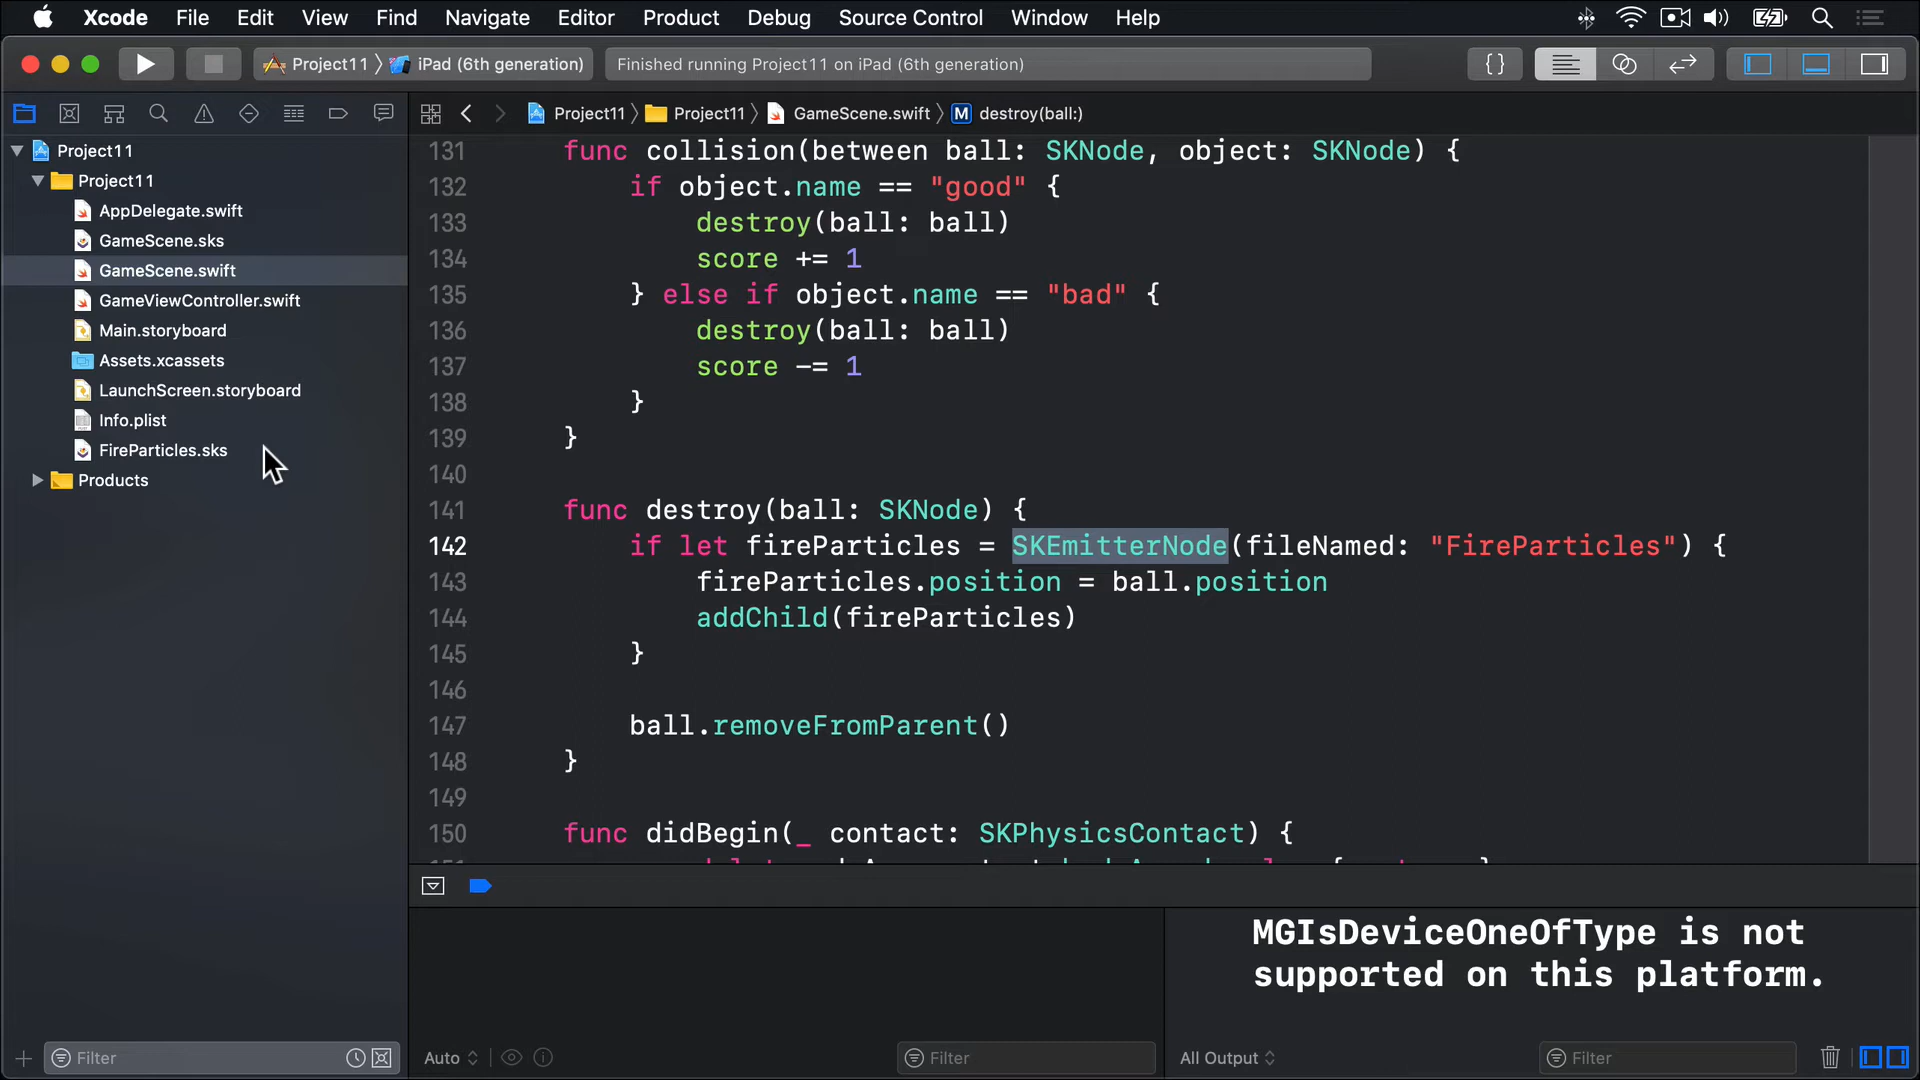 Xcode File Edit View Find Navigate Editor Product Debug Source Control Window Help
Project11 iPad (6th generation) Finished running Project11 on iPad (6th generation) {}
Project11 Project11 GameScene.swift M destroy(ball:)
Project11
Project11
AppDelegate.swift
GameScene.sks
GameScene.swift
GameViewController.swift
Main.storyboard
Assets.xcassets
LaunchScreen.storyboard
Info.plist
FireParticles.sks
Products
131 func collision(between ball: SKNode, object: SKNode) {
132 if object.name == "good" {
133 destroy(ball: ball)
134 score += 1
135 } else if object.name == "bad" {
136 destroy(ball: ball)
137 score -= 1
138 }
139 }
140
141 func destroy(ball: SKNode) {
142 if let fireParticles = SKEmitterNode(fileNamed: "FireParticles") {
143 fireParticles.position = ball.position
144 addChild(fireParticles)
145 }
146
147 ball.removeFromParent()
148 }
149
150 func didBegin(_ contact: SKPhysicsContact) {
MGIsDeviceOneOfType is not
supported on this platform.
Filter Auto Filter All Output Filter